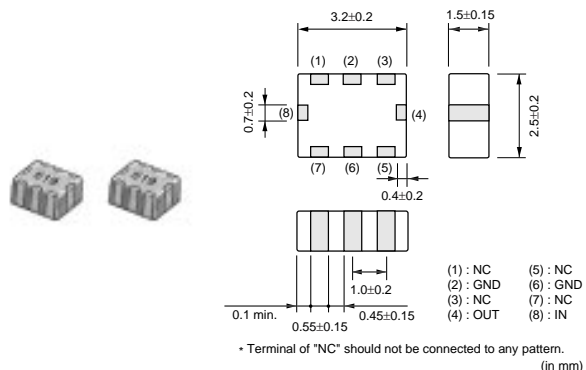 3.2±0.2
1.5±0.15
(1) (2) (3)
0.7±0.2
(8)
(4)
2.5±0.2
(7) (6) (5)
0.4±0.2
1.0±0.2
0.1 min.
0.45±0.15
0.55±0.15
(1) : NC (5) : NC
(2) : GND (6) : GND
(3) : NC (7) : NC
(4) : OUT (8) : IN
* Terminal of "NC" should not be connected to any pattern.
(in mm)